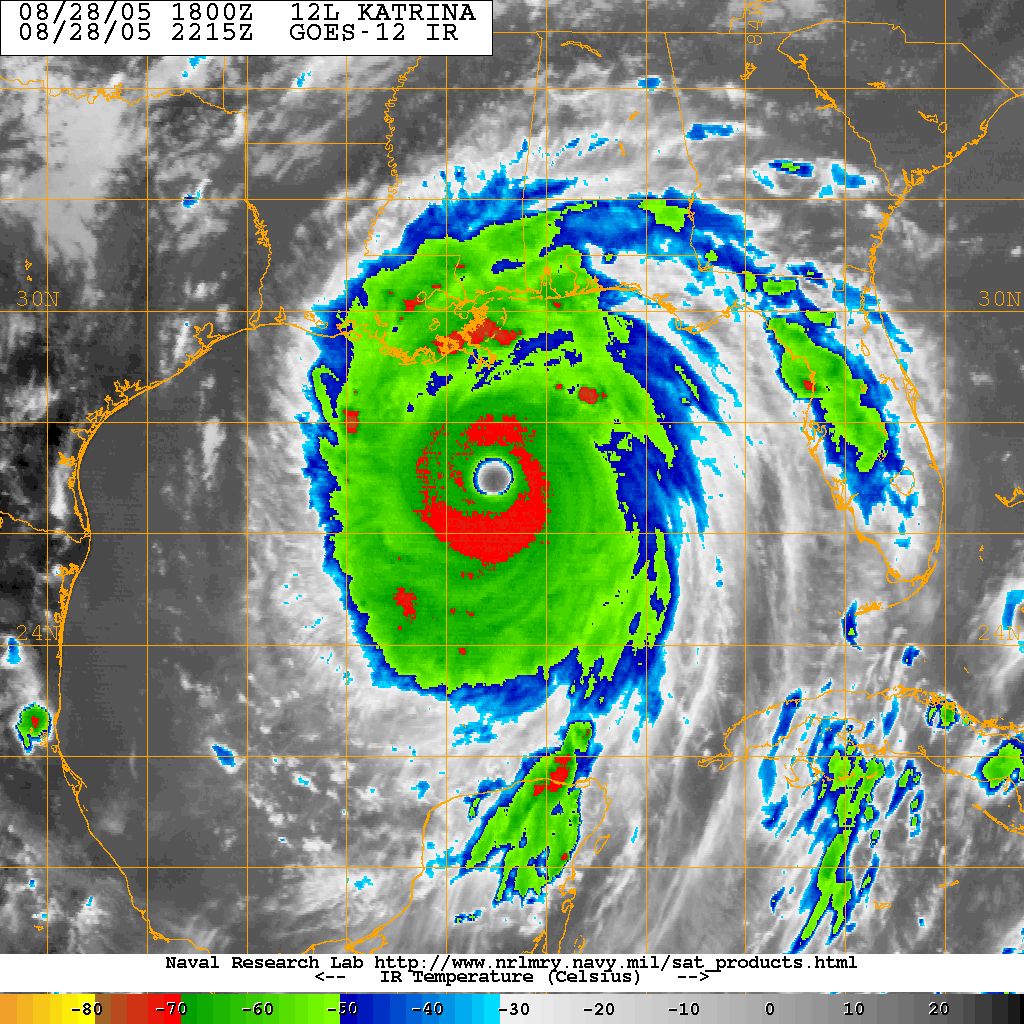 08/28/05 1800Z 12L KATRINA
08/28/05 2215Z GOES-12 IR
30N 30N
24N 24N
Naval Research Lab http://www.nrlmry.navy.mil/sat_products.html
<-- IR Temperature (Celsius) -->
-80 -70 -60 -50 -40 -30 -20 -10 0 10 20